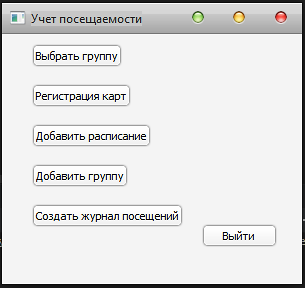 Учет посещаемости
Выбрать группу
Регистрация карт
Добавить расписание
Добавить группу
Создать журнал посещений
Выйти